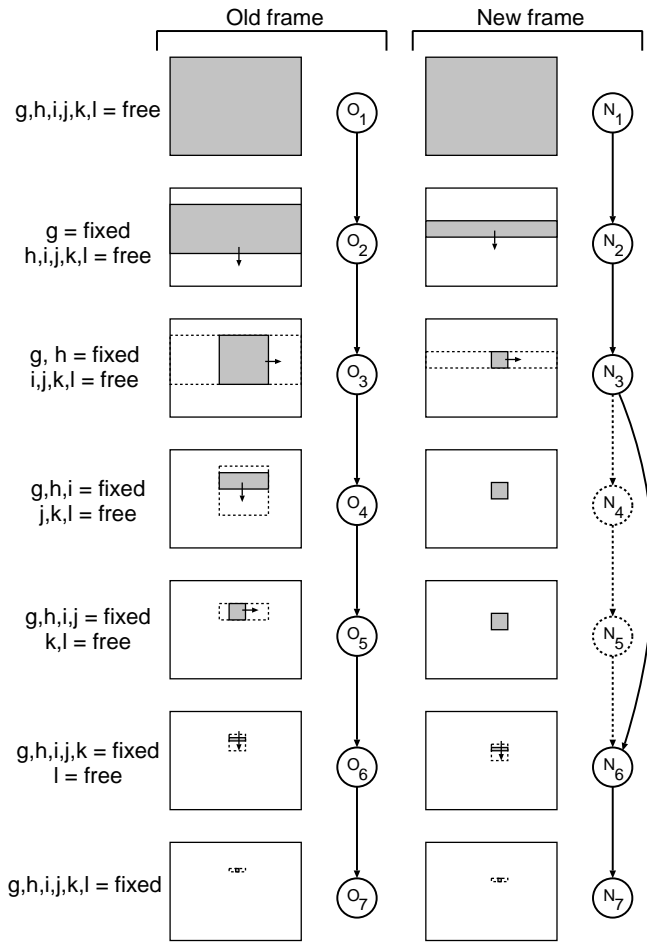 Old frame
New frame
g,h,i,j,k,l = free
O1
N1
g = fixed
h,i,j,k,l = free
O2
N2
g, h = fixed
i,j,k,l = free
O3
N3
g,h,i = fixed
j,k,l = free
O4
N4
g,h,i,j = fixed
k,l = free
O5
N5
g,h,i,j,k = fixed
l = free
O6
N6
g,h,i,j,k,l = fixed
O7
N7